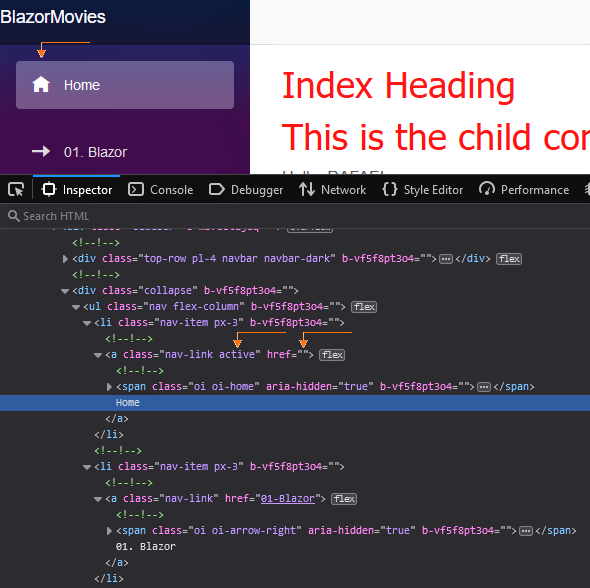 BlazorMovies
Home
01. Blazor
Index Heading
This is the child con
Inspector Console Debugger Network Style Editor Performance
Search HTML
<!--!-->
<div class="top-row pl-4 navbar navbar-dark" b-vf5f8pt3o4=""></div> flex
<!--!-->
<div class="collapse" b-vf5f8pt3o4="">
<ul class="nav flex-column" b-vf5f8pt3o4=""> flex
<li class="nav-item px-3" b-vf5f8pt3o4="">
<!--!-->
<a class="nav-link active" href=""> flex
<!--!-->
<span class="oi oi-home" aria-hidden="true" b-vf5f8pt3o4=""></span>
Home
</a>
</li>
<!--!-->
<li class="nav-item px-3" b-vf5f8pt3o4="">
<!--!-->
<a class="nav-link" href="01-Blazor"> flex
<!--!-->
<span class="oi oi-arrow-right" aria-hidden="true" b-vf5f8pt3o4=""></span>
01. Blazor
</a>
</li>